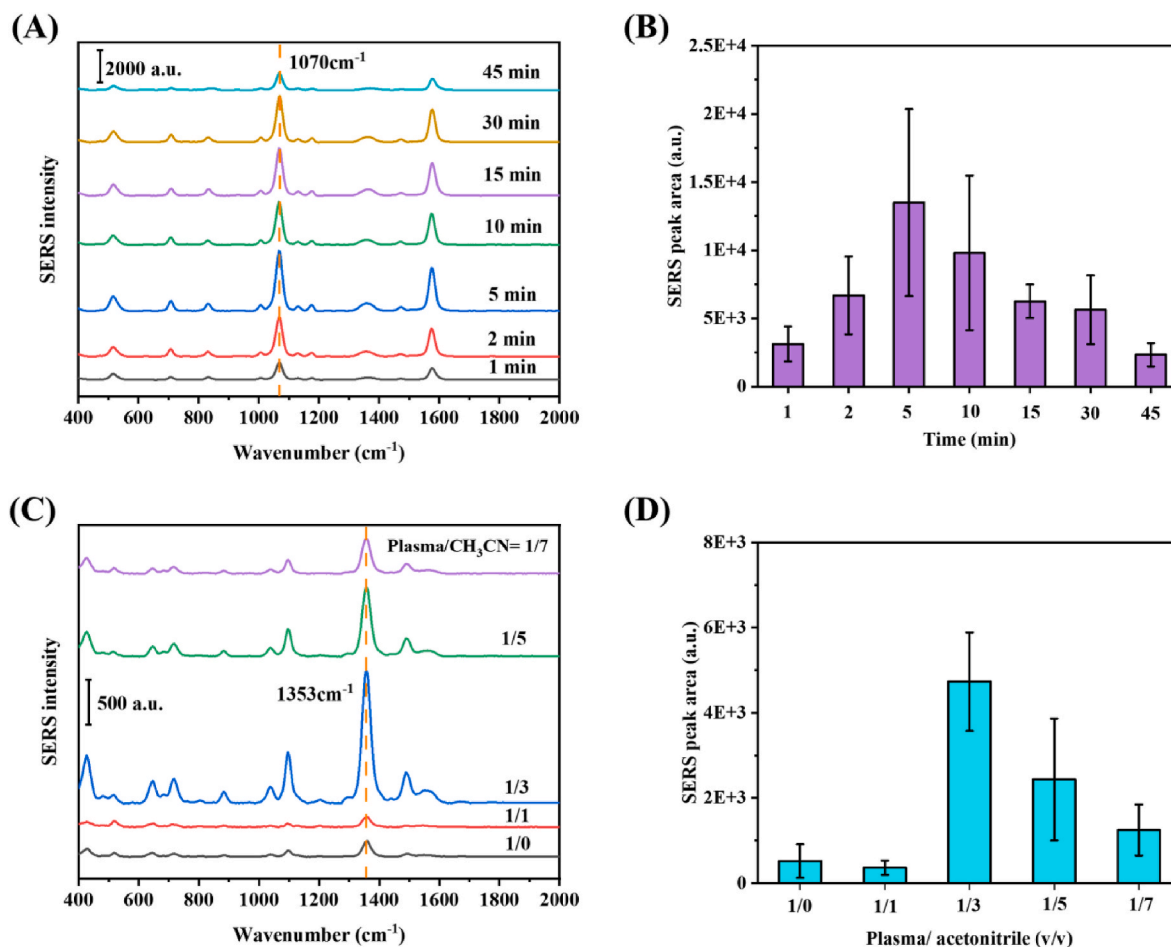 (A)
2000 a.u.
1070cm⁻¹
45 min
30 min
15 min
10 min
5 min
2 min
1 min
SERS intensity
400 600 800 1000 1200 1400 1600 1800 2000
Wavenumber (cm⁻¹)
(B)
2.5E+4
2E+4
1.5E+4
1E+4
5E+3
0
SERS peak area (a.u.)
1 2 5 10 15 30 45
Time (min)
(C)
Plasma/CH₃CN= 1/7
1/5
500 a.u.
1353cm⁻¹
1/3
1/1
1/0
SERS intensity
400 600 800 1000 1200 1400 1600 1800 2000
Wavenumber (cm⁻¹)
(D)
8E+3
6E+3
4E+3
2E+3
0
SERS peak area (a.u.)
1/0 1/1 1/3 1/5 1/7
Plasma/ acetonitrile (v/v)